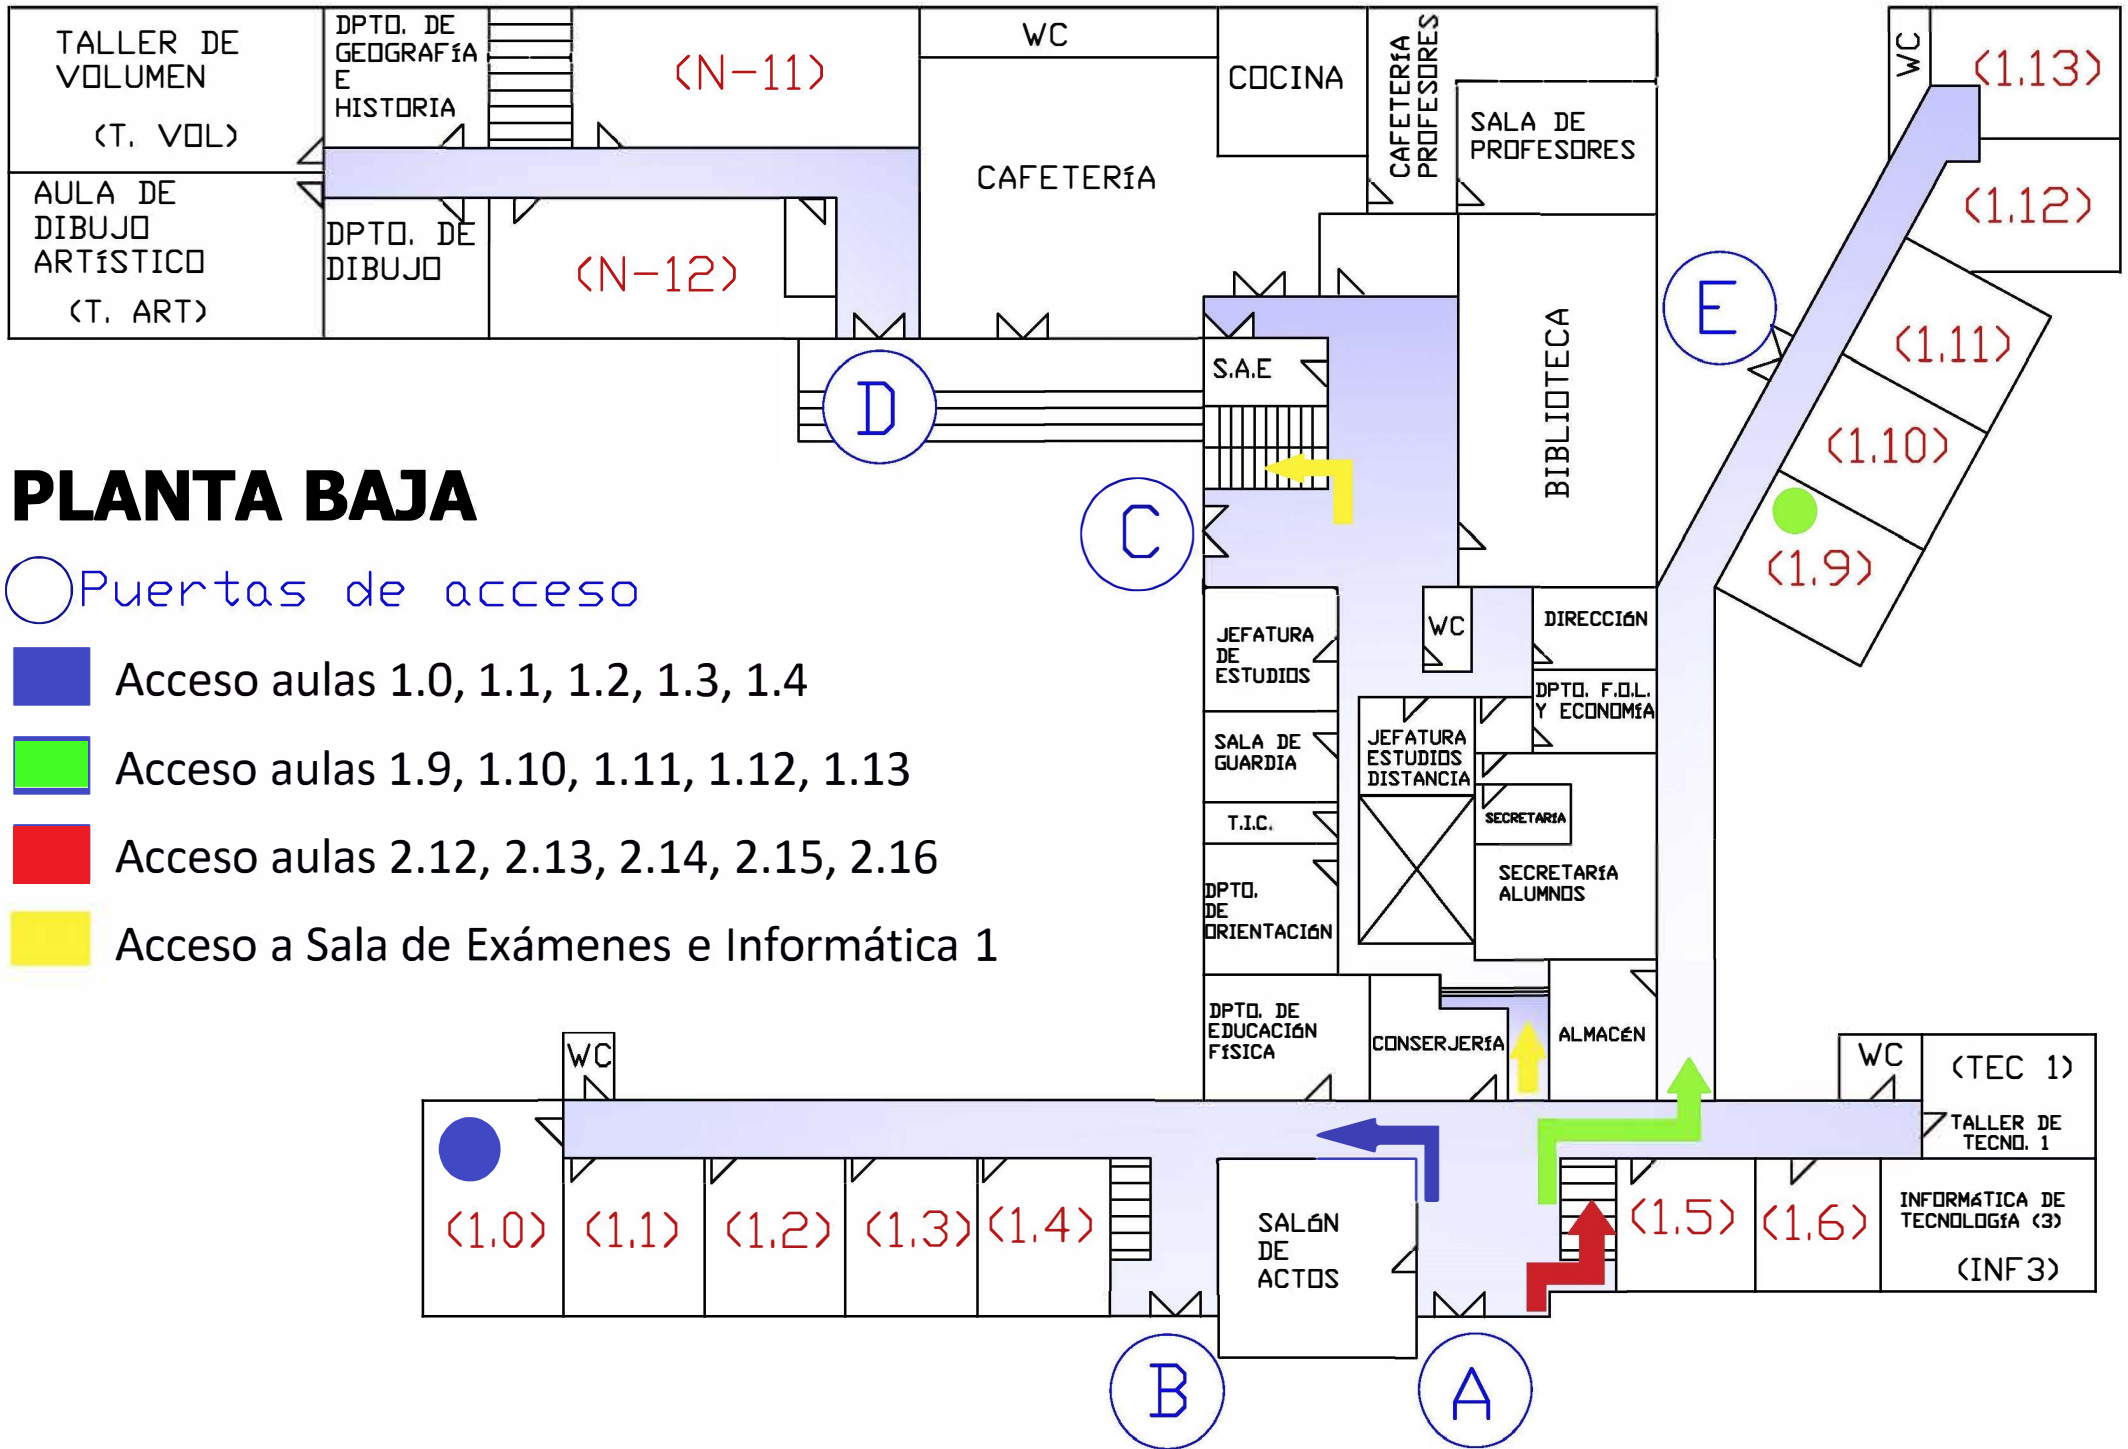 TALLER DE
VOLUMEN
(T. VOL)
DPTO. DE
GEOGRAFíA
E
HISTORIA
(N-11)
WC
COCINA
CAFETERíA
PROFESORES
SALA DE
PROFESORES
WC
(1.13)
AULA DE
DIBUJO
ARTíSTICO
(T. ART)
DPTO. DE
DIBUJO
(N-12)
CAFETERíA
(1.12)
E
(1.11)
BIBLIOTECA
S.A.E
D
(1.10)
C
(1.9)
PLANTA BAJA
Puertas de acceso
Acceso aulas 1.0, 1.1, 1.2, 1.3, 1.4
Acceso aulas 1.9, 1.10, 1.11, 1.12, 1.13
Acceso aulas 2.12, 2.13, 2.14, 2.15, 2.16
Acceso a Sala de Exámenes e Informática 1
JEFATURA
DE
ESTUDIOS
WC
DIRECCIóN
DPTO. F.O.L.
Y ECONOMíA
SALA DE
GUARDIA
JEFATURA
ESTUDIOS
DISTANCIA
T.I.C.
SECRETARíA
DPTO.
DE
ORIENTACIóN
SECRETARíA
ALUMNOS
DPTO. DE
EDUCACIóN
FíSICA
CONSERJERíA
ALMACéN
WC
WC
(TEC 1)
TALLER DE
TECNO. 1
(1.0)
(1.1)
(1.2)
(1.3)
(1.4)
SALóN
DE
ACTOS
(1.5)
(1.6)
INFORMáTICA DE
TECNOLOGíA (3)
(INF3)
B
A